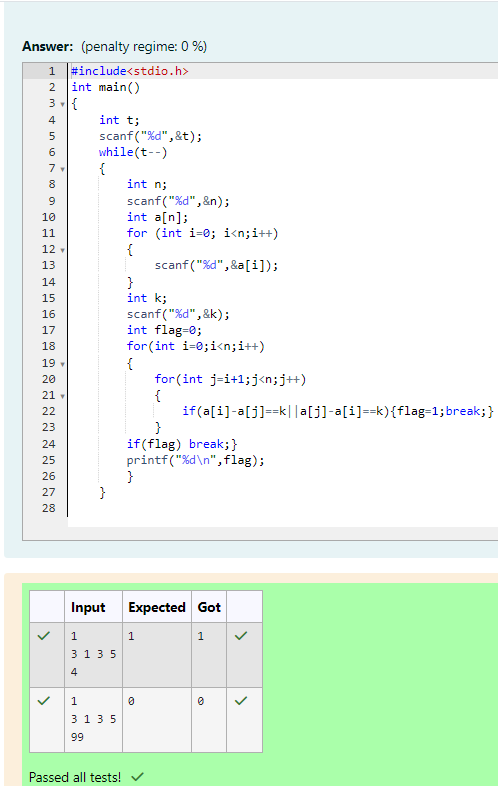 Answer: (penalty regime: 0 %)
1 #include<stdio.h>
2 int main()
3 {
4     int t;
5     scanf("%d",&t);
6     while(t--)
7     {
8         int n;
9         scanf("%d",&n);
10         int a[n];
11         for (int i=0; i<n;i++)
12         {
13             scanf("%d",&a[i]);
14         }
15         int k;
16         scanf("%d",&k);
17         int flag=0;
18         for(int i=0;i<n;i++)
19         {
20             for(int j=i+1;j<n;j++)
21             {
22                 if(a[i]-a[j]==k||a[j]-a[i]==k){flag=1;break;}
23             }
24         if(flag) break;}
25         printf("%d\n",flag);
26         }
27     }
28
Input Expected Got
1 1 1
3 1 3 5
4
1 0 0
3 1 3 5
99
Passed all tests!